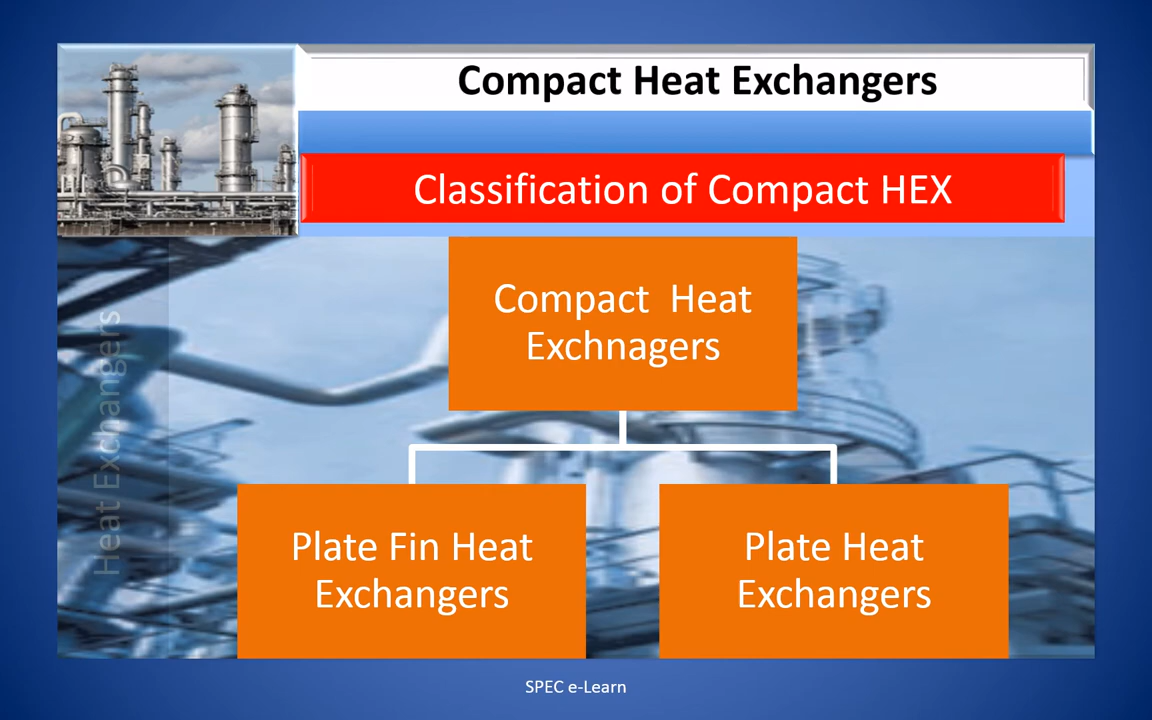 Compact Heat Exchangers
Classification of Compact HEX
Compact Heat
Exchnagers
Heat Exchangers
Plate Fin Heat
Exchangers
Plate Heat
Exchangers
SPEC e-Learn